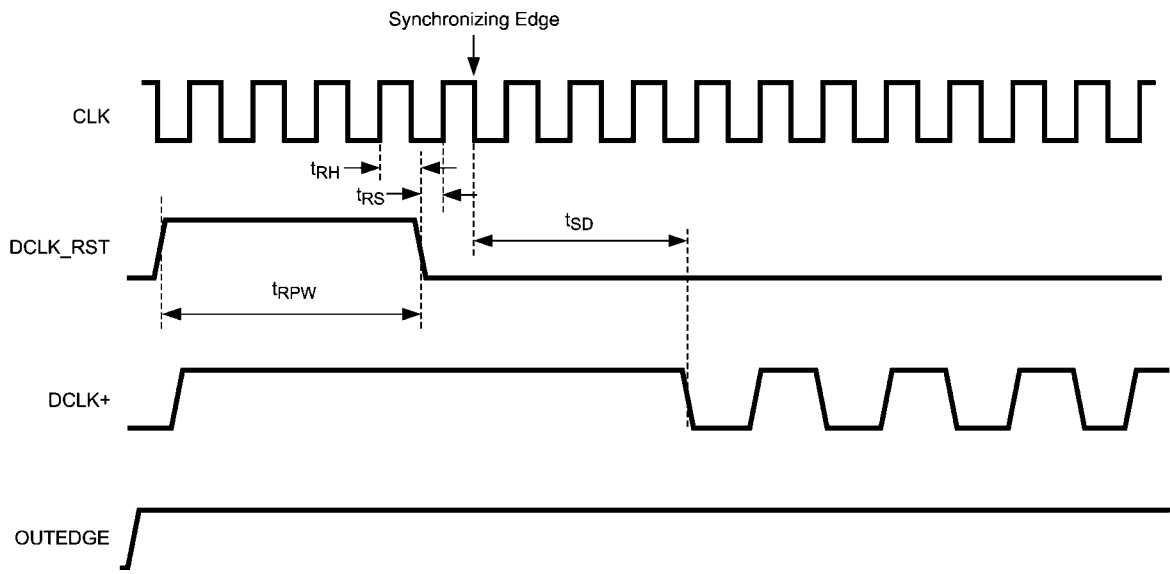 Synchronizing Edge
CLK
tRH
tRS
tSD
DCLK_RST
tRPW
DCLK+
OUTEDGE